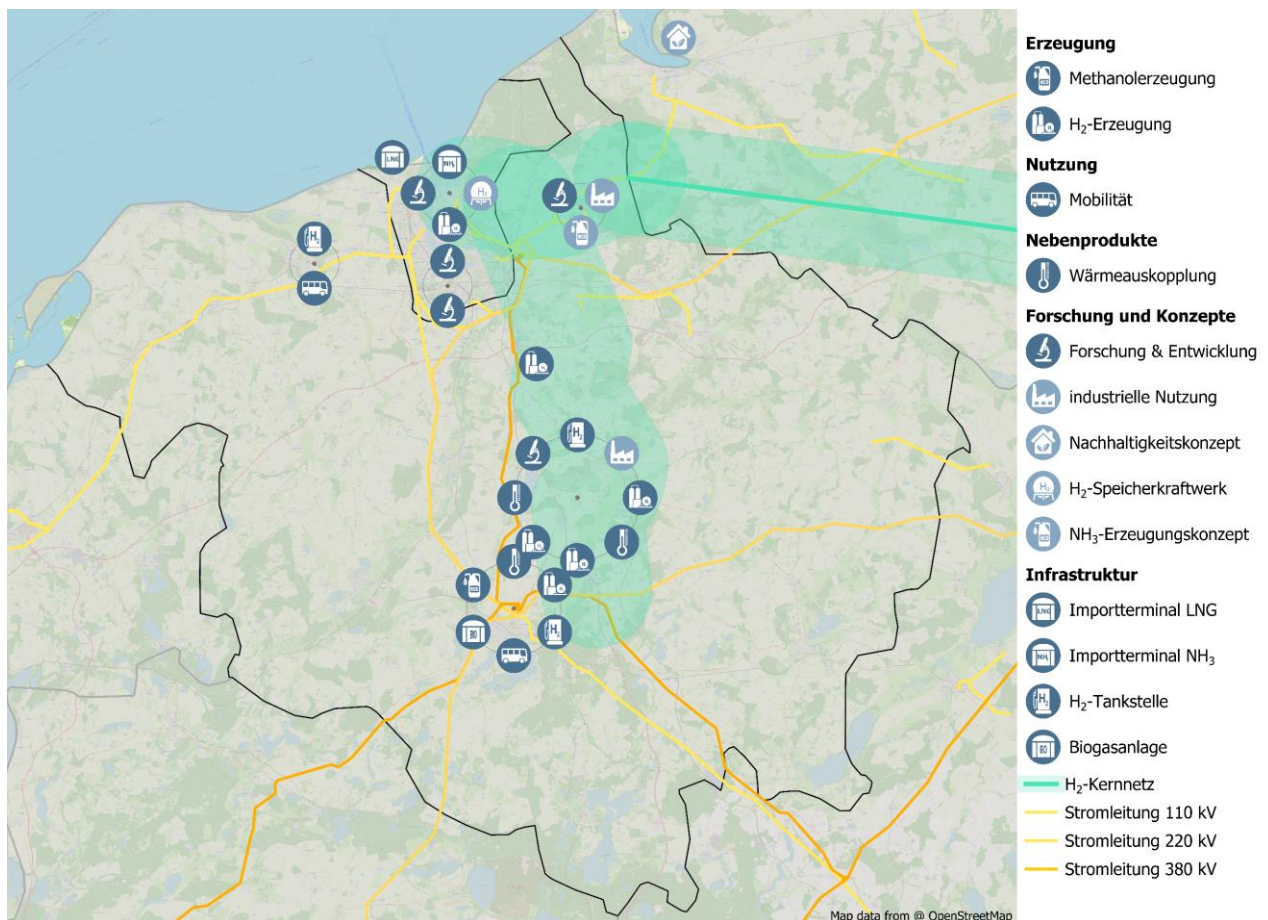 Erzeugung
Methanolerzeugung
H₂-Erzeugung
Nutzung
Mobilität
Nebenprodukte
Wärmeauskopplung
Forschung und Konzepte
Forschung & Entwicklung
industrielle Nutzung
Nachhaltigkeitskonzept
H₂-Speicherkraftwerk
NH₃-Erzeugungskonzept
Infrastruktur
Importterminal LNG
Importterminal NH₃
H₂-Tankstelle
Biogasanlage
H₂-Kernnetz
Stromleitung 110 kV
Stromleitung 220 kV
Stromleitung 380 kV
Map data from @ OpenStreetMap